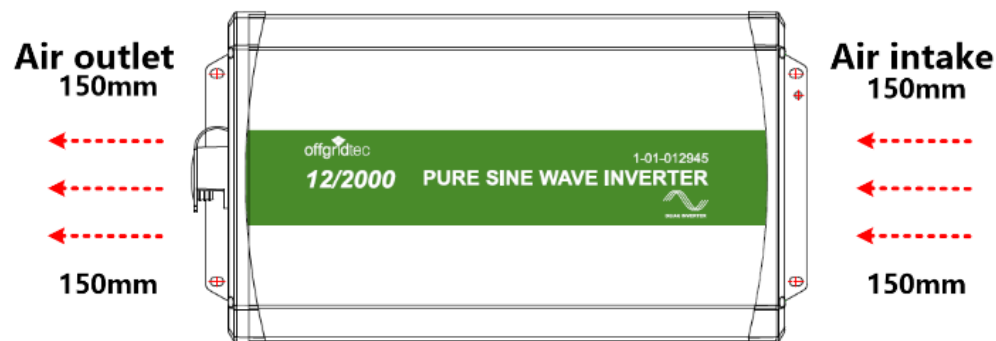 Air outlet
150mm
150mm
offgridtec
12/2000
1-01-012945
PURE SINE WAVE INVERTER
Air intake
150mm
150mm